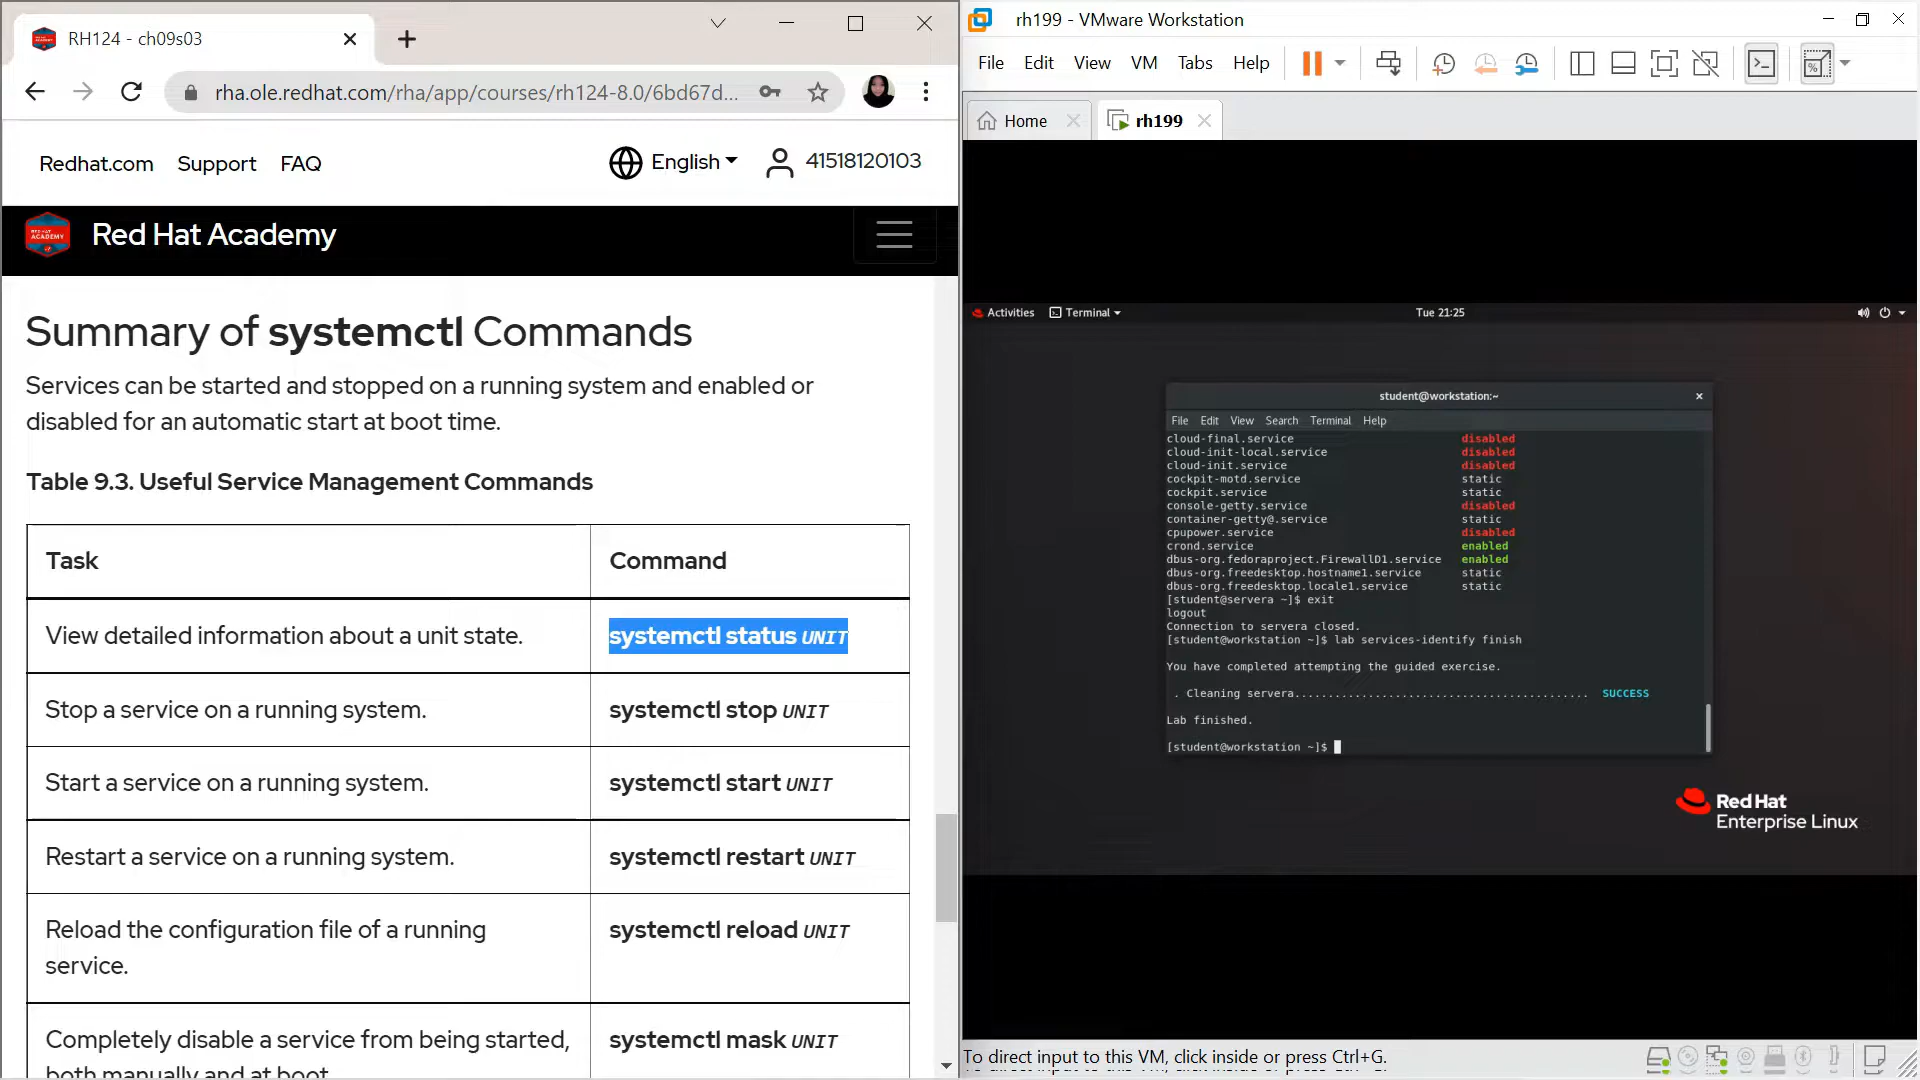 RH124 - ch09s03
rha.ole.redhat.com/rha/app/courses/rh124-8.0/6bd67d...
Redhat.com Support FAQ
English 41518120103
RED HAT ACADEMY
Red Hat Academy
Summary of systemctl Commands
Services can be started and stopped on a running system and enabled or
disabled for an automatic start at boot time.
Table 9.3. Useful Service Management Commands
Task Command
View detailed information about a unit state. systemctl status UNIT
Stop a service on a running system. systemctl stop UNIT
Start a service on a running system. systemctl start UNIT
Restart a service on a running system. systemctl restart UNIT
Reload the configuration file of a running systemctl reload UNIT
service.
Completely disable a service from being started, systemctl mask UNIT
both manually and at boot
rh199 - VMware Workstation
File Edit View VM Tabs Help
Home rh199
Activities Terminal Tue 21:25
student@workstation:~
File Edit View Search Terminal Help
cloud-final.service disabled
cloud-init-local.service disabled
cloud-init.service disabled
cockpit-motd.service static
cockpit.service static
console-getty.service disabled
container-getty@.service static
cpupower.service disabled
crond.service enabled
dbus-org.fedoraproject.FirewallD1.service enabled
dbus-org.freedesktop.hostname1.service static
dbus-org.freedesktop.locale1.service static
[student@servera ~]$ exit
logout
Connection to servera closed.
[student@workstation ~]$ lab services-identify finish
You have completed attempting the guided exercise.
. Cleaning servera............................................ SUCCESS
Lab finished.
[student@workstation ~]$
Red Hat
Enterprise Linux
To direct input to this VM, click inside or press Ctrl+G.